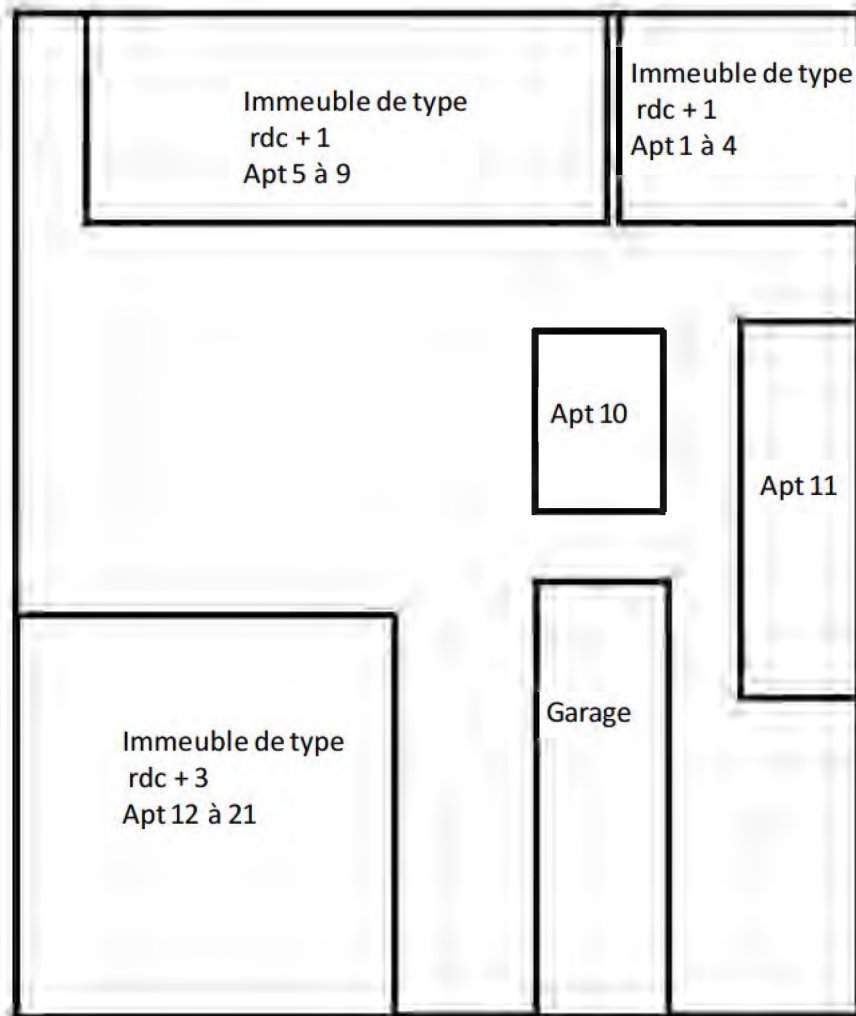 Immeuble de type
rdc + 1
Apt 5 à 9
Immeuble de type
rdc + 1
Apt 1 à 4
Apt 10
Apt 11
Garage
Immeuble de type
rdc + 3
Apt 12 à 21